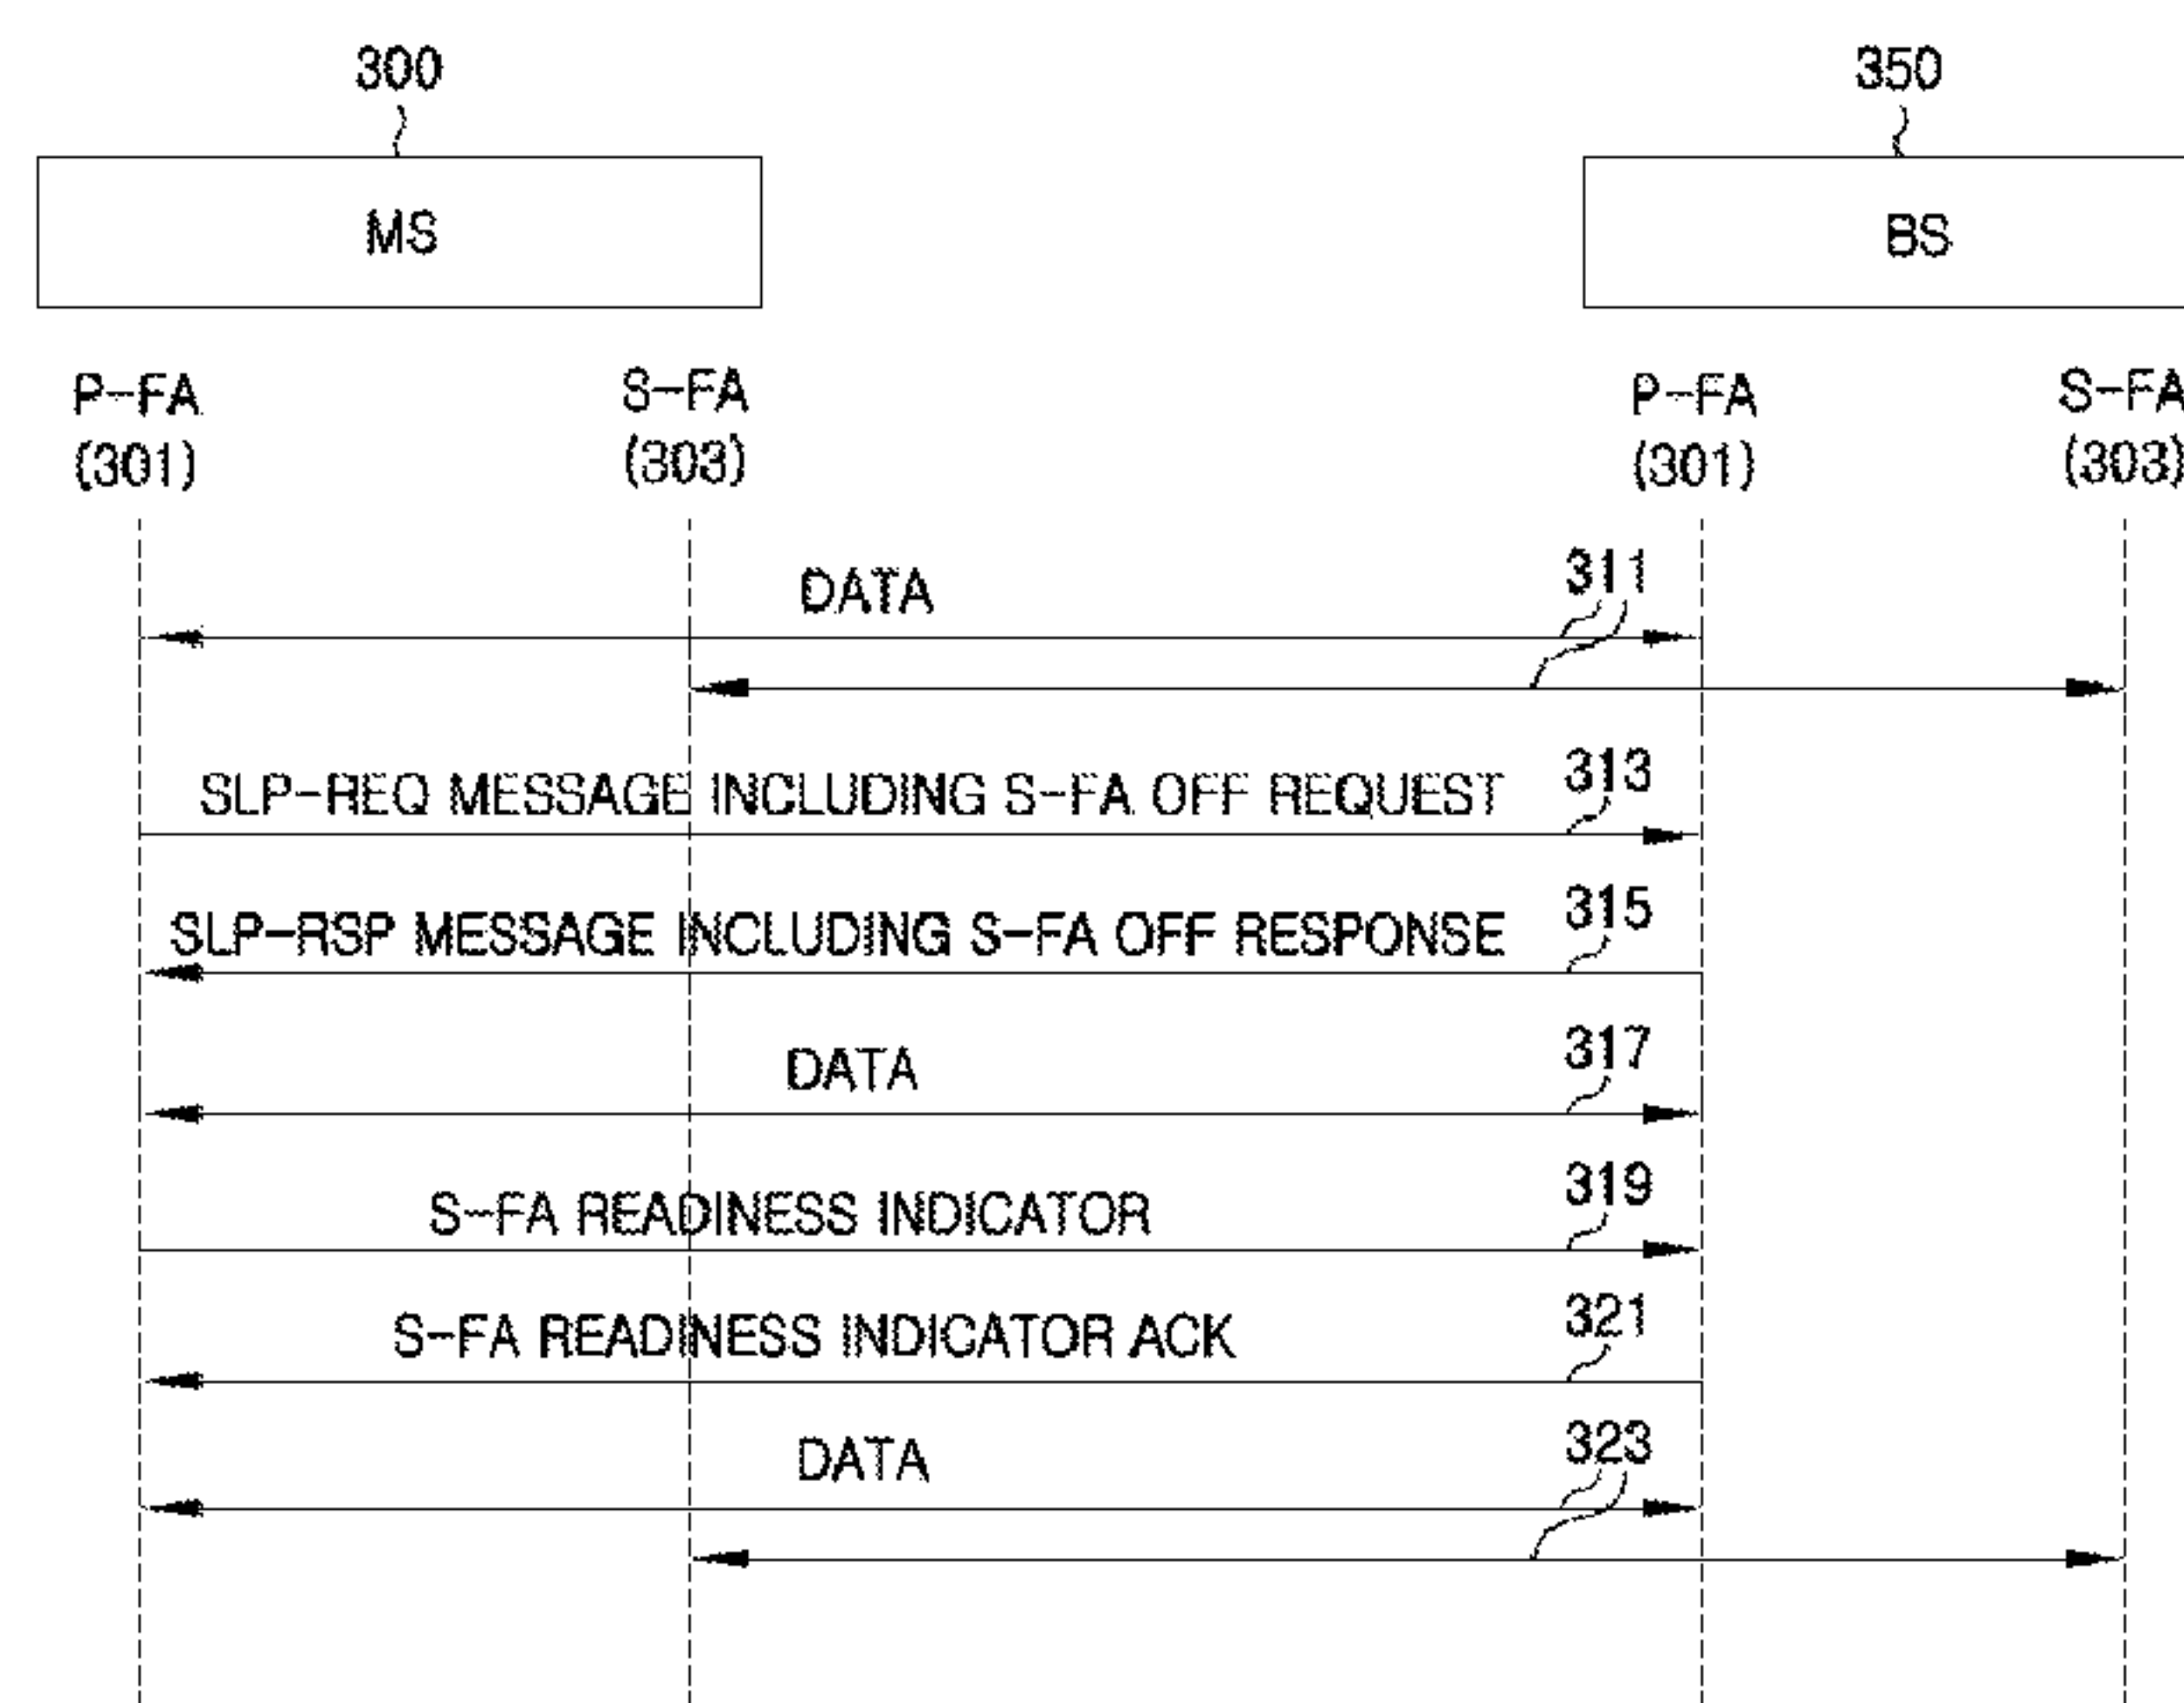 300
350
MS
BS
P-FA
(301)
S-FA
(303)
P-FA
(301)
S-FA
(303)
DATA
311
SLP-REQ MESSAGE INCLUDING S-FA OFF REQUEST
313
SLP-RSP MESSAGE INCLUDING S-FA OFF RESPONSE
315
DATA
317
S-FA READINESS INDICATOR
319
S-FA READINESS INDICATOR ACK
321
DATA
323